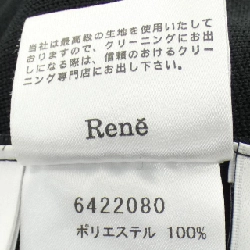 当社は最高級の生地を使用いたし
ております。クリーニングにお出
しになる際は、信頼のおけるクリー
ニング専門店にお出し下さい。
René
6422080
ポリエステル 100%